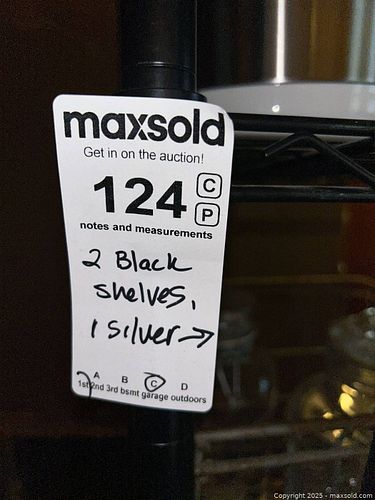 maxsold
Get in on the auction!
124 C
P
notes and measurements
2 Black
shelves,
1 silver →
A B C D
1st 2nd 3rd bsmt garage outdoors
Copyright 2025 - maxsold.com